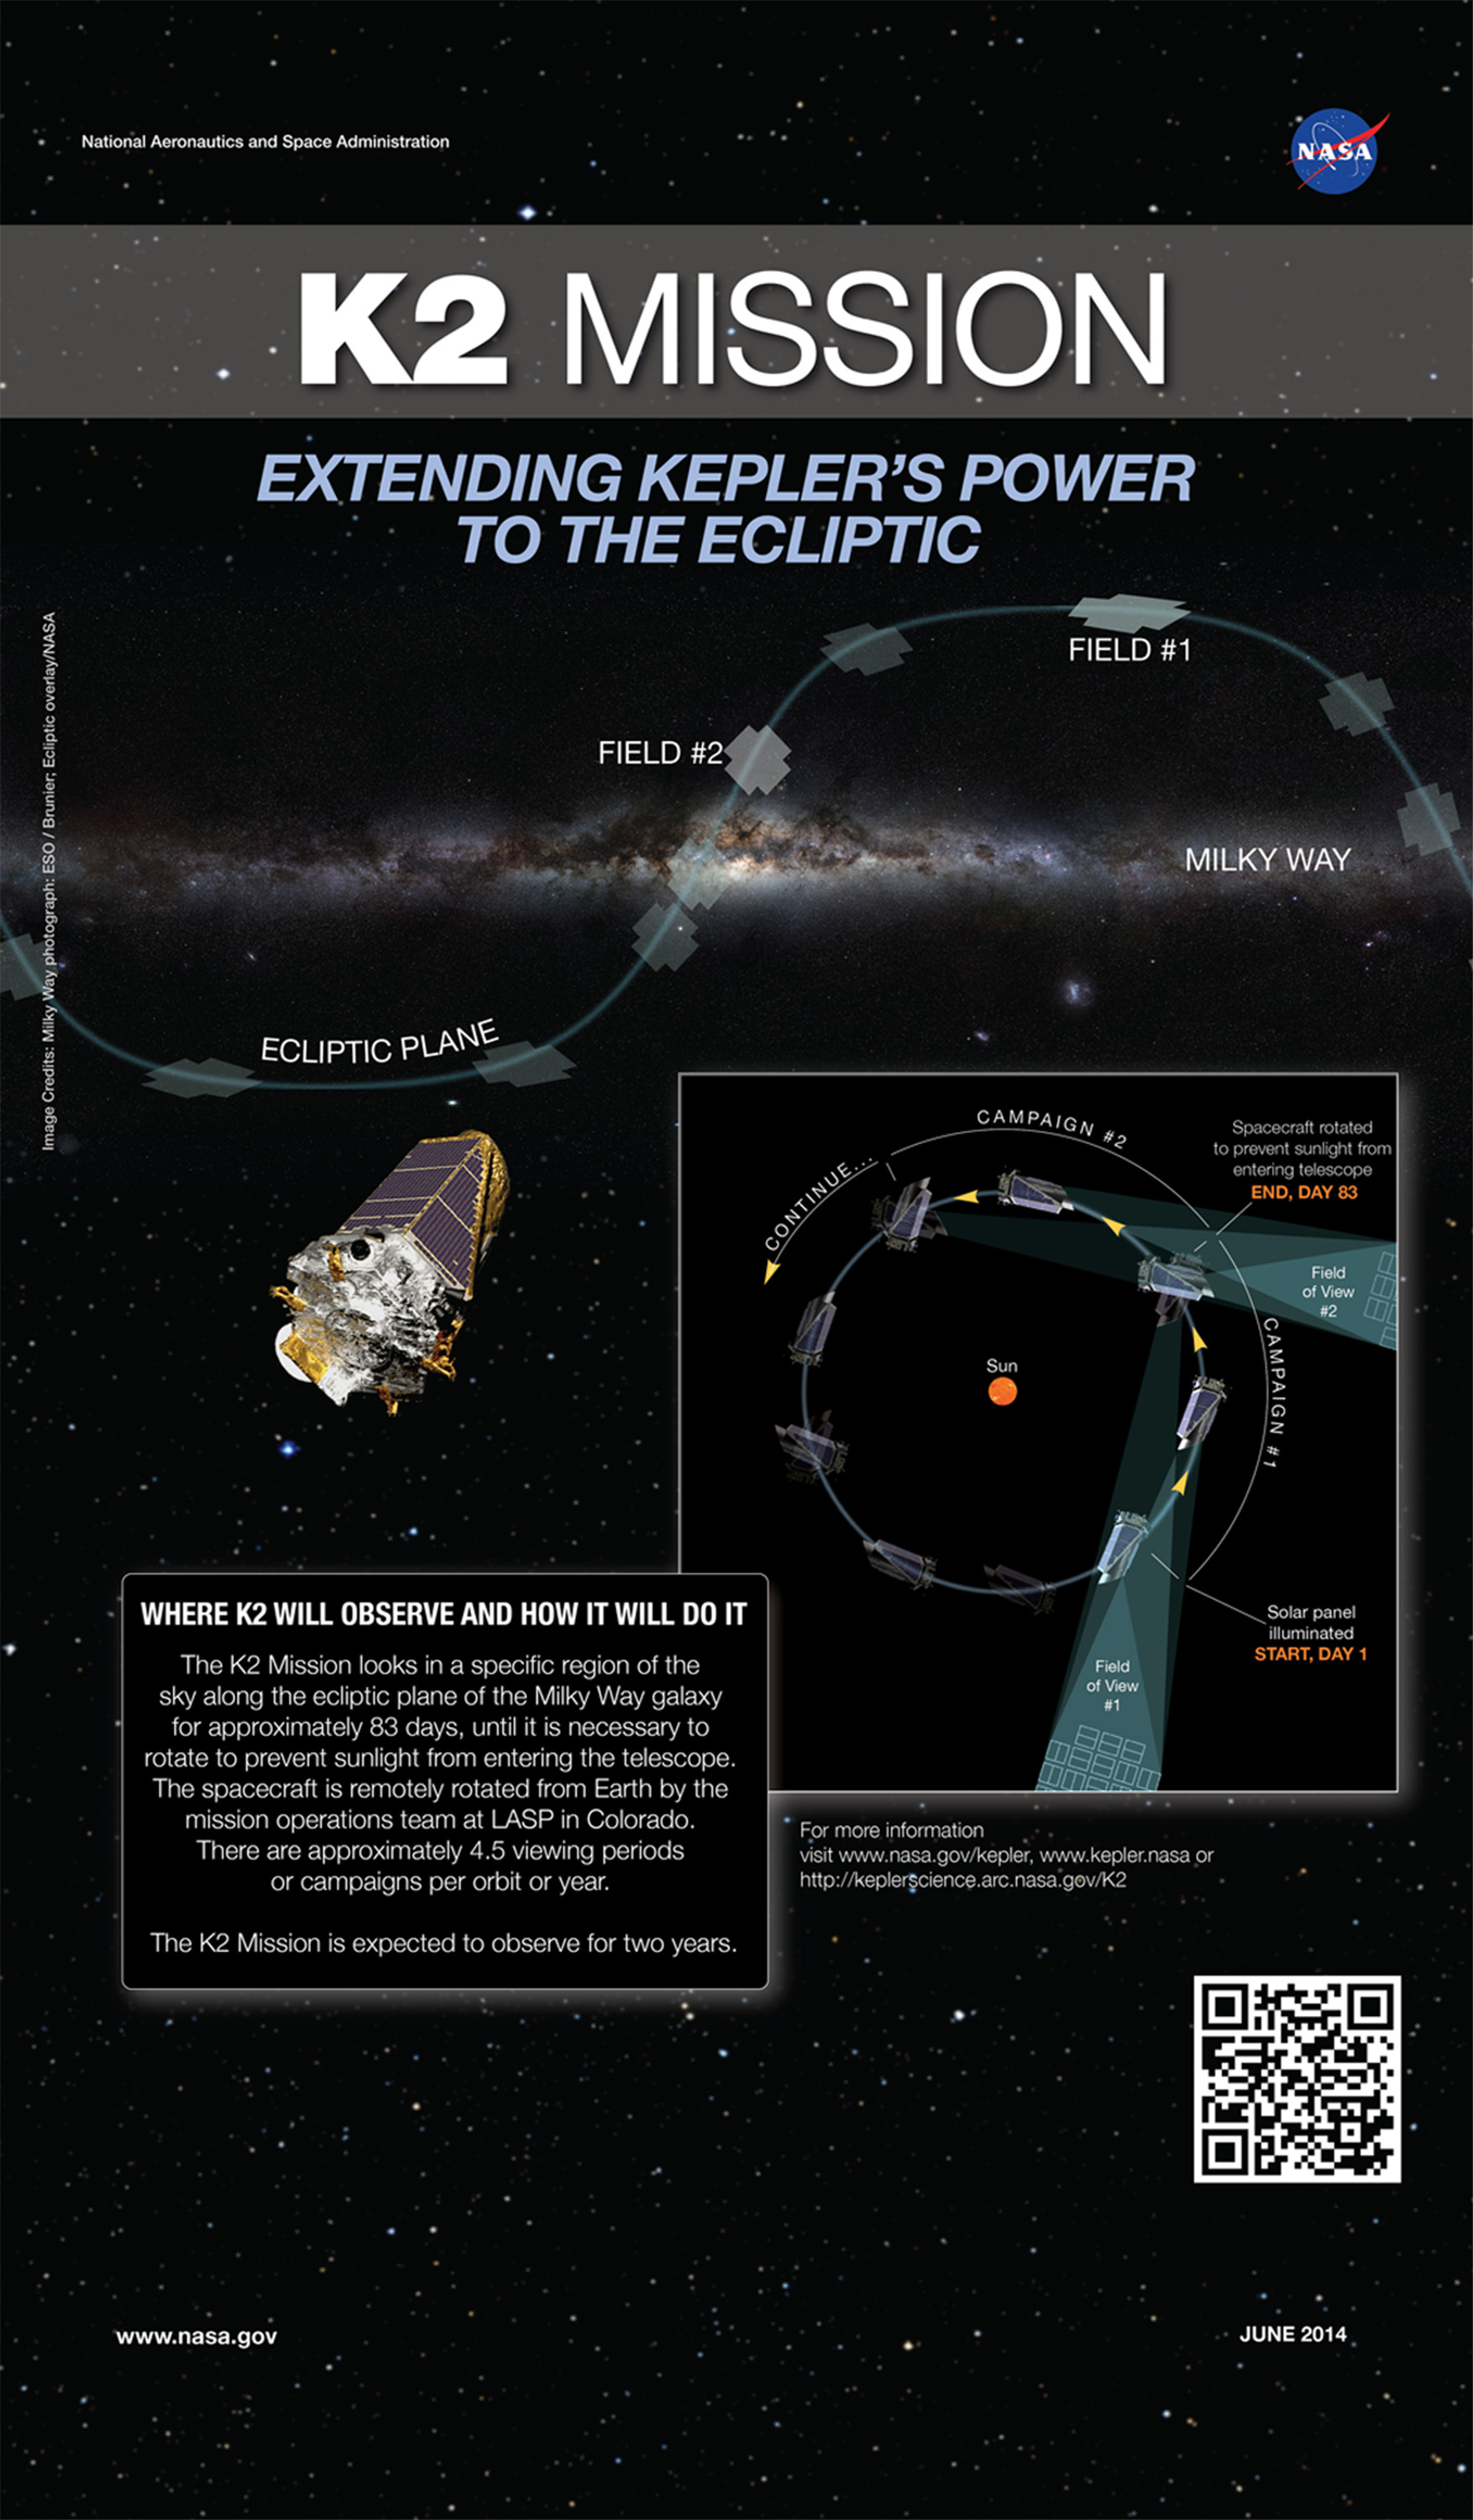 National Aeronautics and Space Administration
NASA
K2 MISSION
EXTENDING KEPLER'S POWER
TO THE ECLIPTIC
FIELD #1
FIELD #2
MILKY WAY
ECLIPTIC PLANE
Image Credits: Milky Way photograph: ESO / Brunier; Ecliptic overlay/NASA
CAMPAIGN #2
CONTINUE...
Spacecraft rotated
to prevent sunlight from
entering telescope
END, DAY 83
Field
of View
#2
CAMPAIGN #1
Sun
Solar panel
illuminated
START, DAY 1
Field
of View
#1
WHERE K2 WILL OBSERVE AND HOW IT WILL DO IT
The K2 Mission looks in a specific region of the
sky along the ecliptic plane of the Milky Way galaxy
for approximately 83 days, until it is necessary to
rotate to prevent sunlight from entering the telescope.
The spacecraft is remotely rotated from Earth by the
mission operations team at LASP in Colorado.
There are approximately 4.5 viewing periods
or campaigns per orbit or year.
The K2 Mission is expected to observe for two years.
For more information
visit www.nasa.gov/kepler, www.kepler.nasa or
http://keplerscience.arc.nasa.gov/K2
www.nasa.gov
JUNE 2014